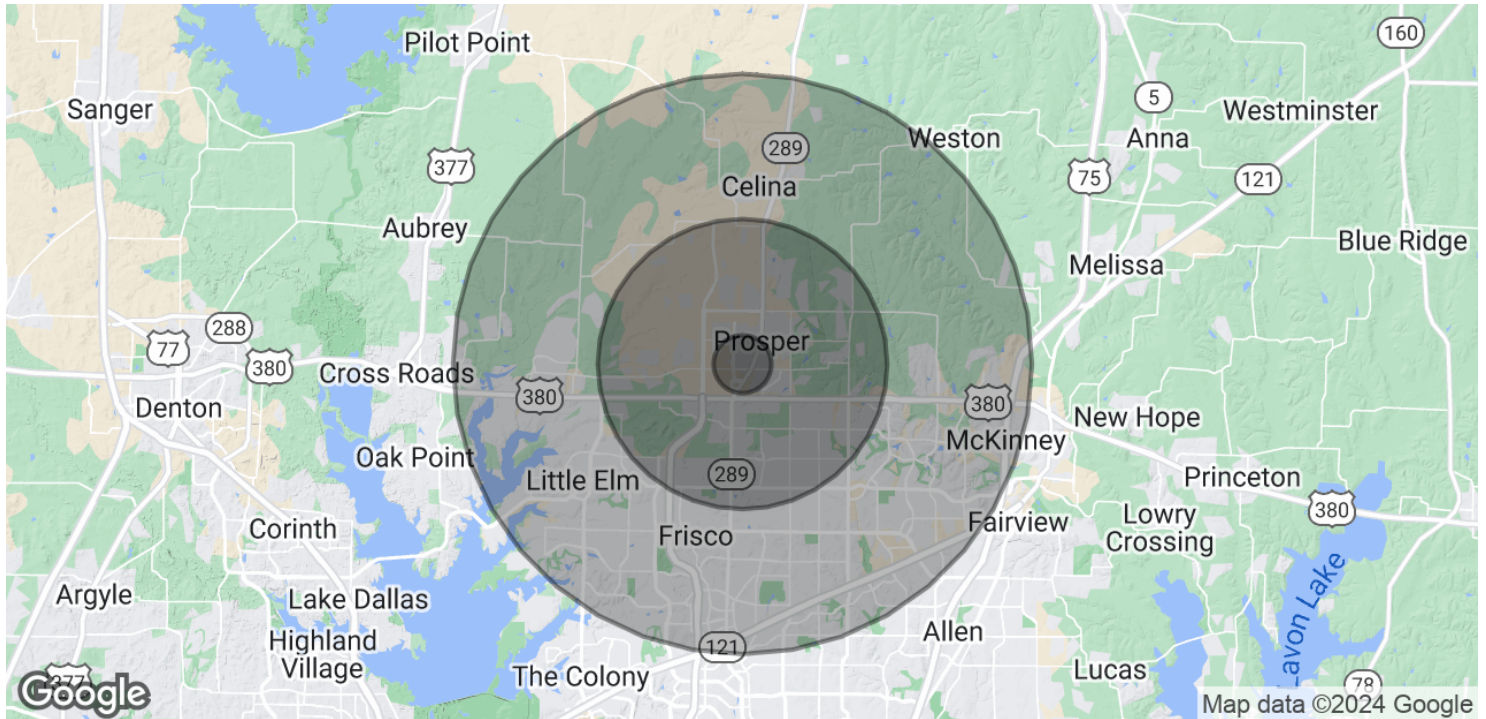 160
Pilot Point
Sanger
5
Westminster
289
Weston
Anna
377
75
121
Celina
Aubrey
Blue Ridge
Melissa
288
77
Prosper
380
Cross Roads
380
380
Denton
New Hope
McKinney
Oak Point
289
Princeton
Little Elm
380
Corinth
Frisco
Fairview
Lowry
Crossing
Argyle
Lake Dallas
Highland
Village
121
Allen
Lavon Lake
The Colony
Lucas
377
78
Google
Map data ©2024 Google